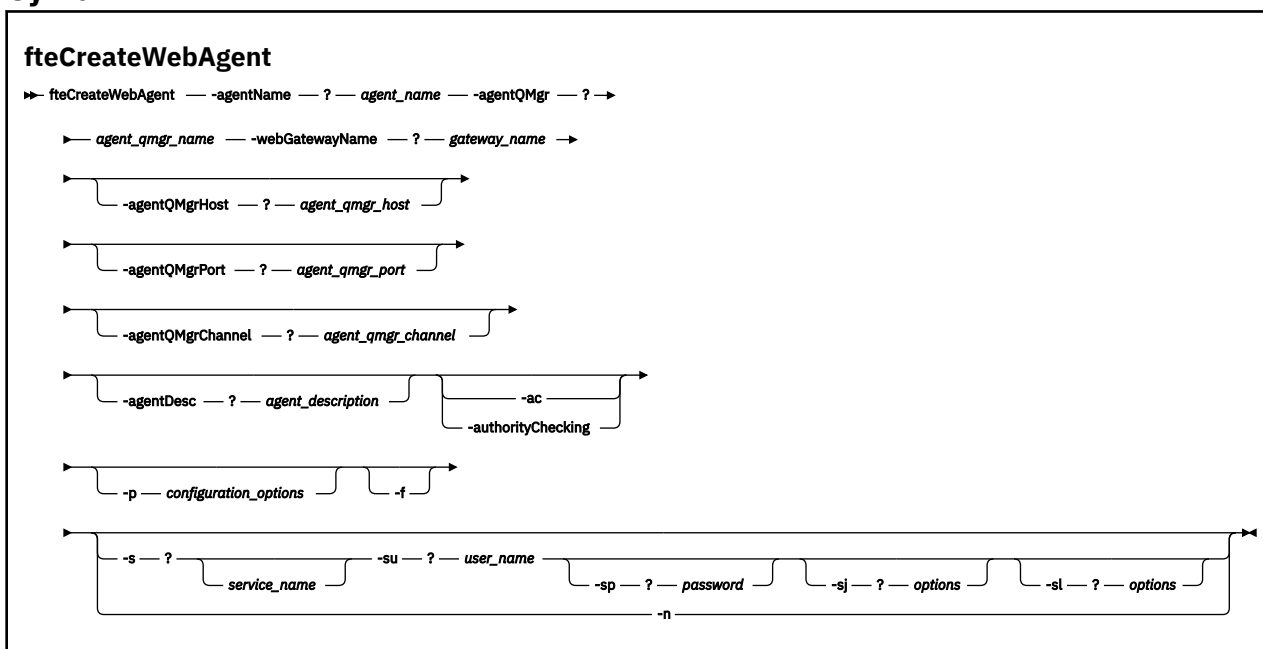 fteCreateWebAgent
fteCreateWebAgent -agentName ? agent_name -agentQMgr ?
agent_qmgr_name -webGatewayName ? gateway_name
-agentQMgrHost ? agent_qmgr_host
-agentQMgrPort ? agent_qmgr_port
-agentQMgrChannel ? agent_qmgr_channel
-agentDesc ? agent_description -ac
-authorityChecking
-p configuration_options -f
-s ? service_name -su ? user_name -sp ? password -sj ? options -sl ? options
-n